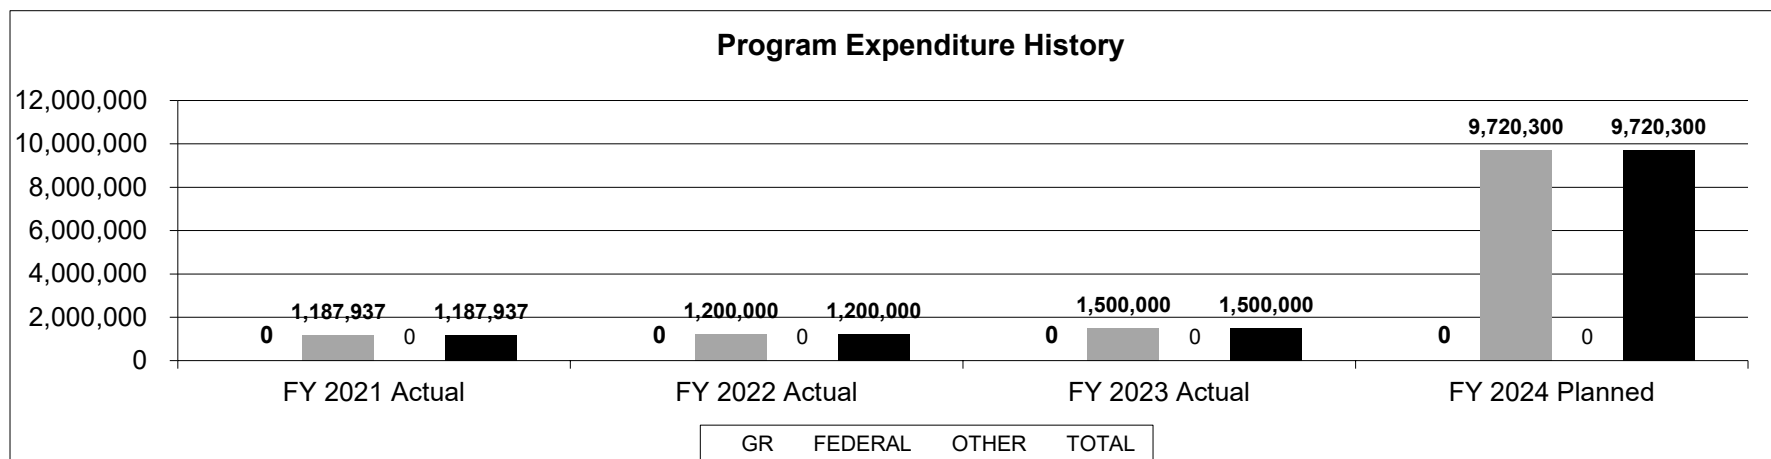 Program Expenditure History
12,000,000
10,000,000
8,000,000
6,000,000
4,000,000
2,000,000
0
0 1,187,937 0 1,187,937
0 1,200,000 0 1,200,000
0 1,500,000 0 1,500,000
0 9,720,300 0 9,720,300
FY 2021 Actual FY 2022 Actual FY 2023 Actual FY 2024 Planned
GR FEDERAL OTHER TOTAL